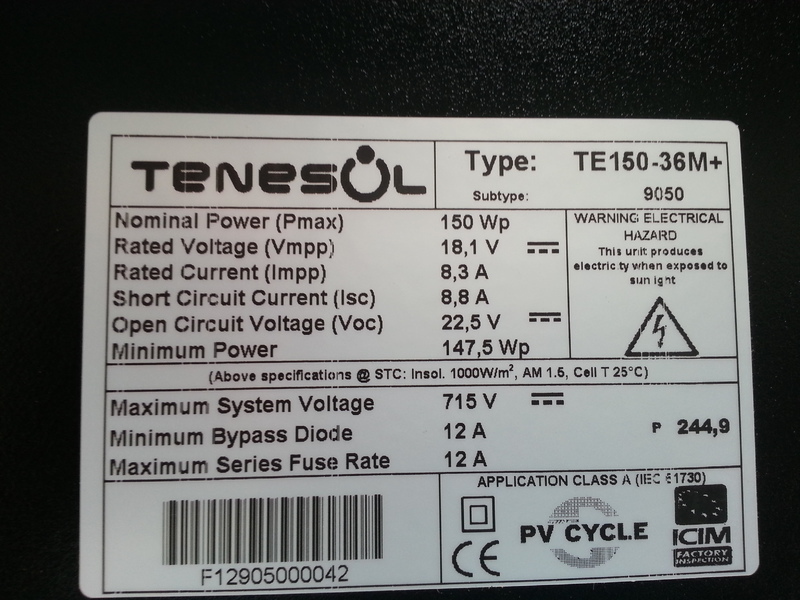 TENESOL
Type: TE150-36M+
Subtype: 9050
Nominal Power (Pmax) 150 Wp
Rated Voltage (Vmpp) 18,1 V
Rated Current (Impp) 8,3 A
Short Circuit Current (Isc) 8,8 A
Open Circuit Voltage (Voc) 22,5 V
Minimum Power 147,5 Wp
WARNING ELECTRICAL
HAZARD
This unit produces
electricity when exposed to
sunlight
(Above specifications @ STC: Insol. 1000W/m², AM 1.5, Cell T 25°C)
Maximum System Voltage 715 V
Minimum Bypass Diode 12 A
Maximum Series Fuse Rate 12 A
P 244,9
F12905000042
APPLICATION CLASS A (IEC 61730)
PV CYCLE
CE
ICIM
FACTORY
INSPECTION